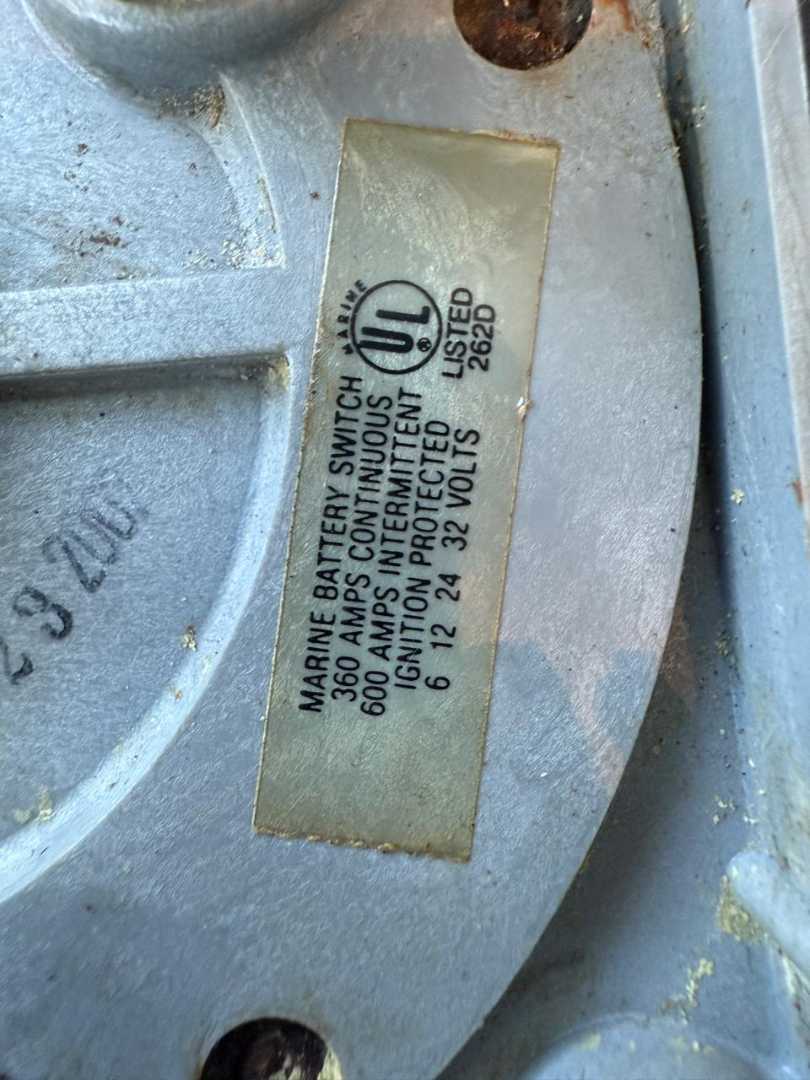 MARINE
UL®
LISTED
262D
MARINE BATTERY SWITCH
360 AMPS CONTINUOUS
600 AMPS INTERMITTENT
IGNITION PROTECTED
6 12 24 32 VOLTS